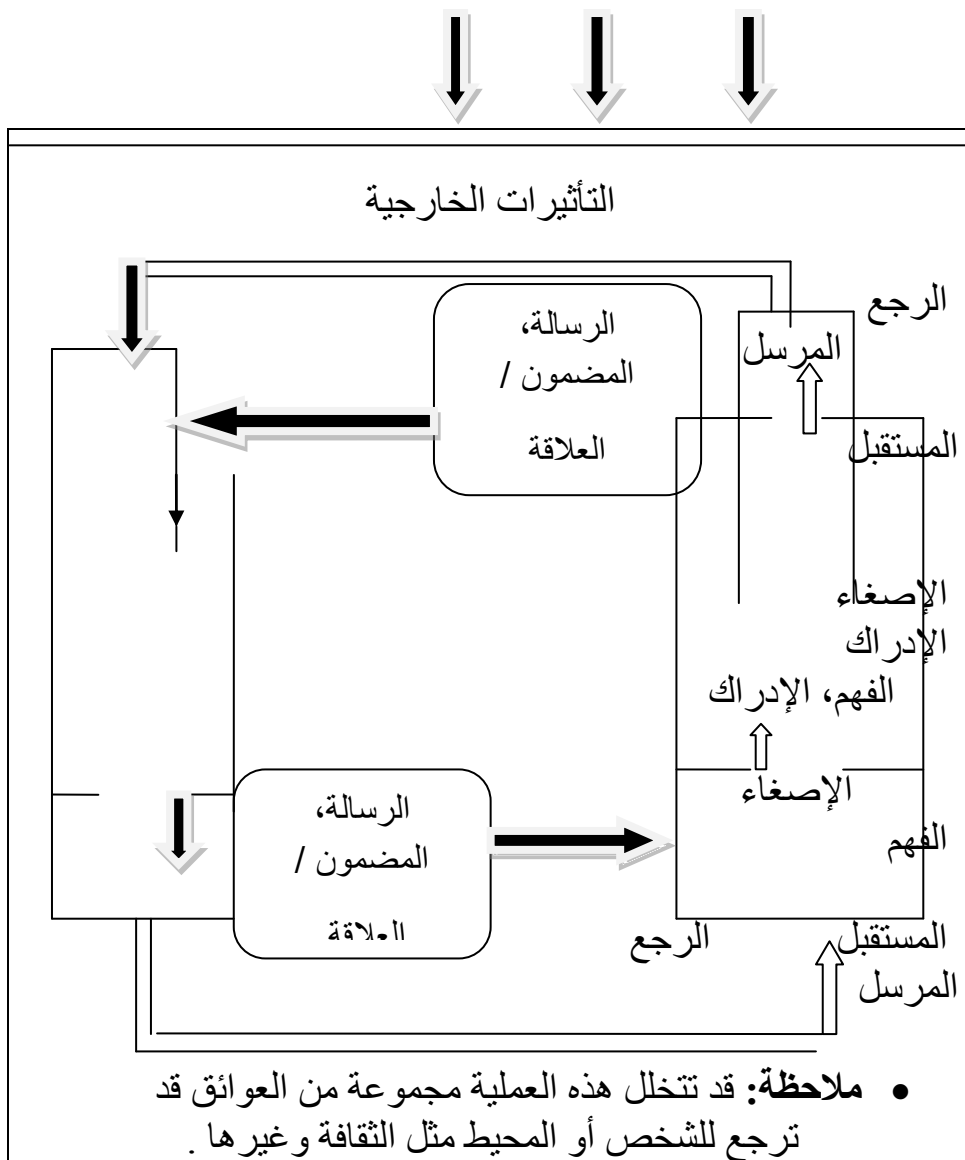 التأثيرات الخارجية
الرجع
المرسل
الرسالة،
المضمون /
العلاقة
المستقبل
الإصغاء
الإدراك
الفهم، الإدراك
الإصغاء
الرسالة،
المضمون /
العلاقة
الفهم
المستقبل
الرجع
المرسل
• ملاحظة: قد تتخلل هذه العملية مجموعة من العوائق قد
ترجع للشخص أو المحيط مثل الثقافة وغيرها .